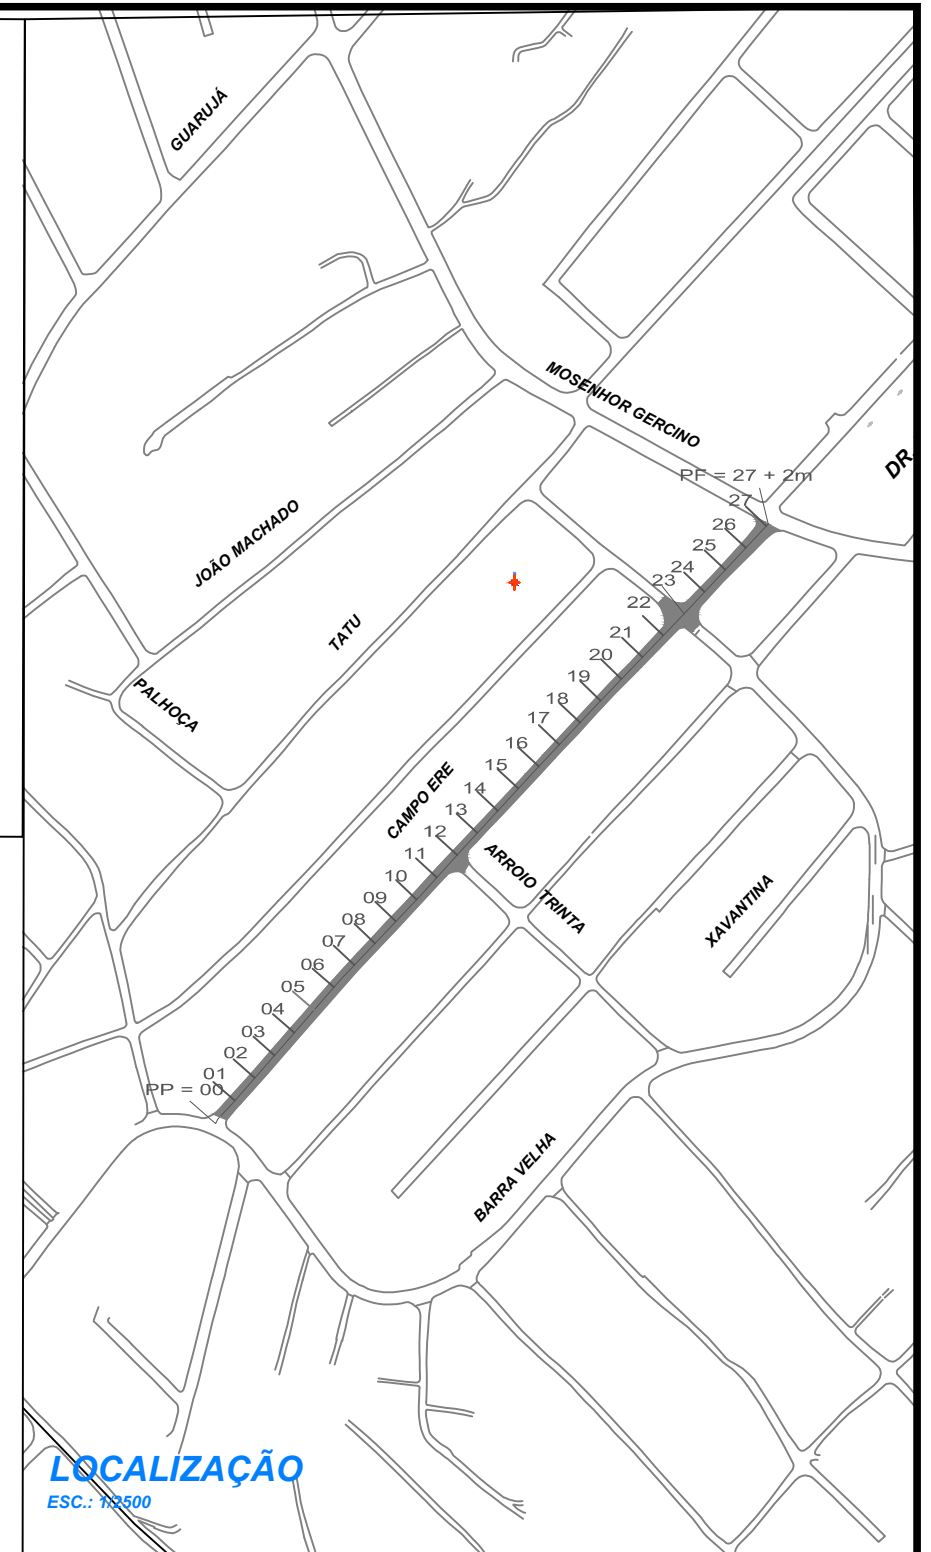 GUARUJÁ
MOSENHOR GERCINO
DR.
PF = 27 + 2m
27
26
25
24
23
22
21
20
19
18
17
16
15
14
13
12
11
10
09
08
07
06
05
04
03
02
01
PP = 00
JOÃO MACHADO
TATU
PALHOÇA
CAMPO ERE
ARROIO TRINTA
XAVANTINA
BARRA VELHA
LOCALIZAÇÃO
ESC.: 1/2500